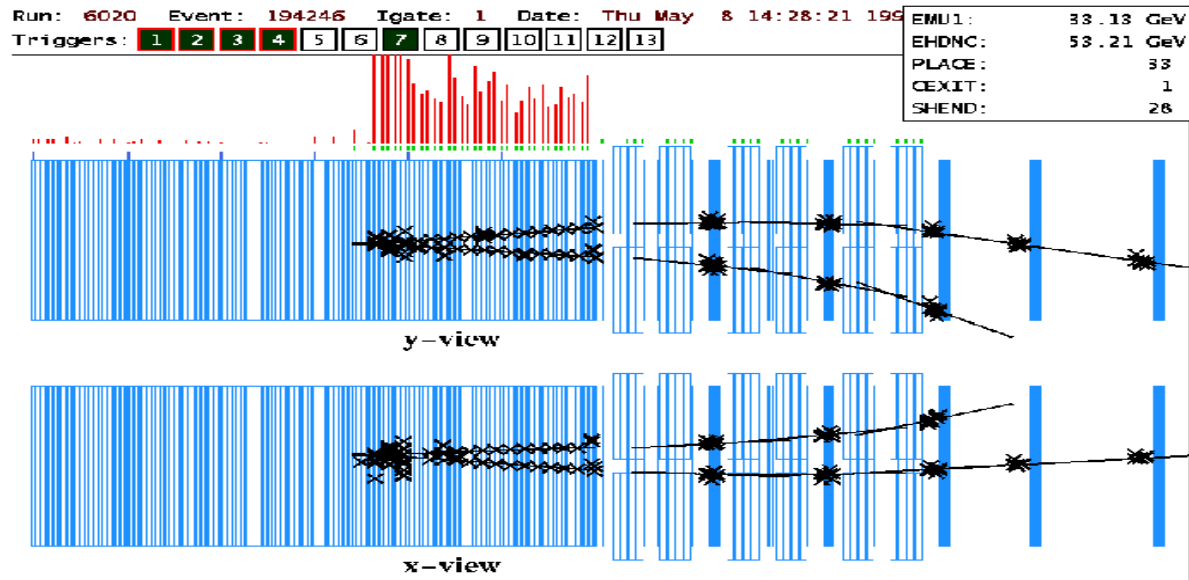 Run: 6020 Event: 194246 Igate: 1 Date: Thu May 8 14:28:21 199
Triggers: 1 2 3 4 5 6 7 8 9 10 11 12 13
EMU1: 33.13 GeV
EHDNC: 53.21 GeV
PLACE: 33
CEXIT: 1
SHEND: 28
y-view
x-view